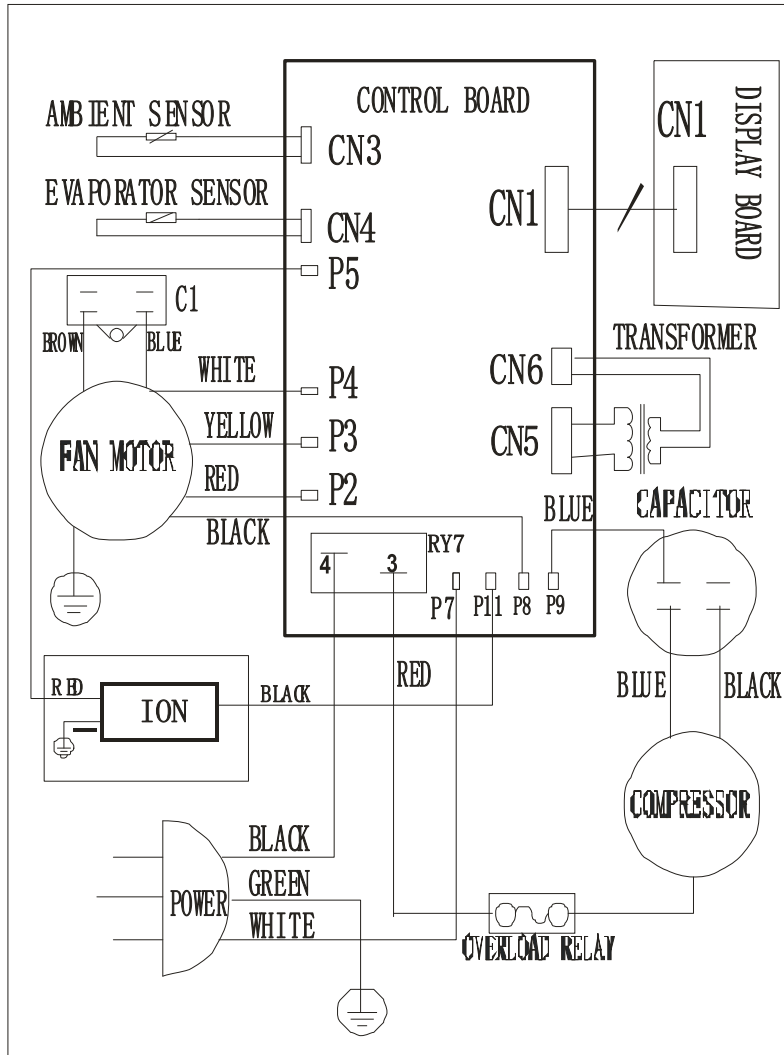 AMBIENT SENSOR
CONTROL BOARD
CN3
CN1
CN1
DISPLAY BOARD
EVAPORATOR SENSOR
CN4
P5
C1
BROWN
BLUE
TRANSFORMER
WHITE
P4
CN6
YELLOW
P3
CN5
FAN MOTOR
RED
P2
CAPACITOR
BLUE
BLACK
RY7
4
3
P7
P11
P8
P9
RED
BLUE
BLACK
RED
BLACK
ION
COMPRESSOR
BLACK
POWER
GREEN
WHITE
OVERLOAD RELAY